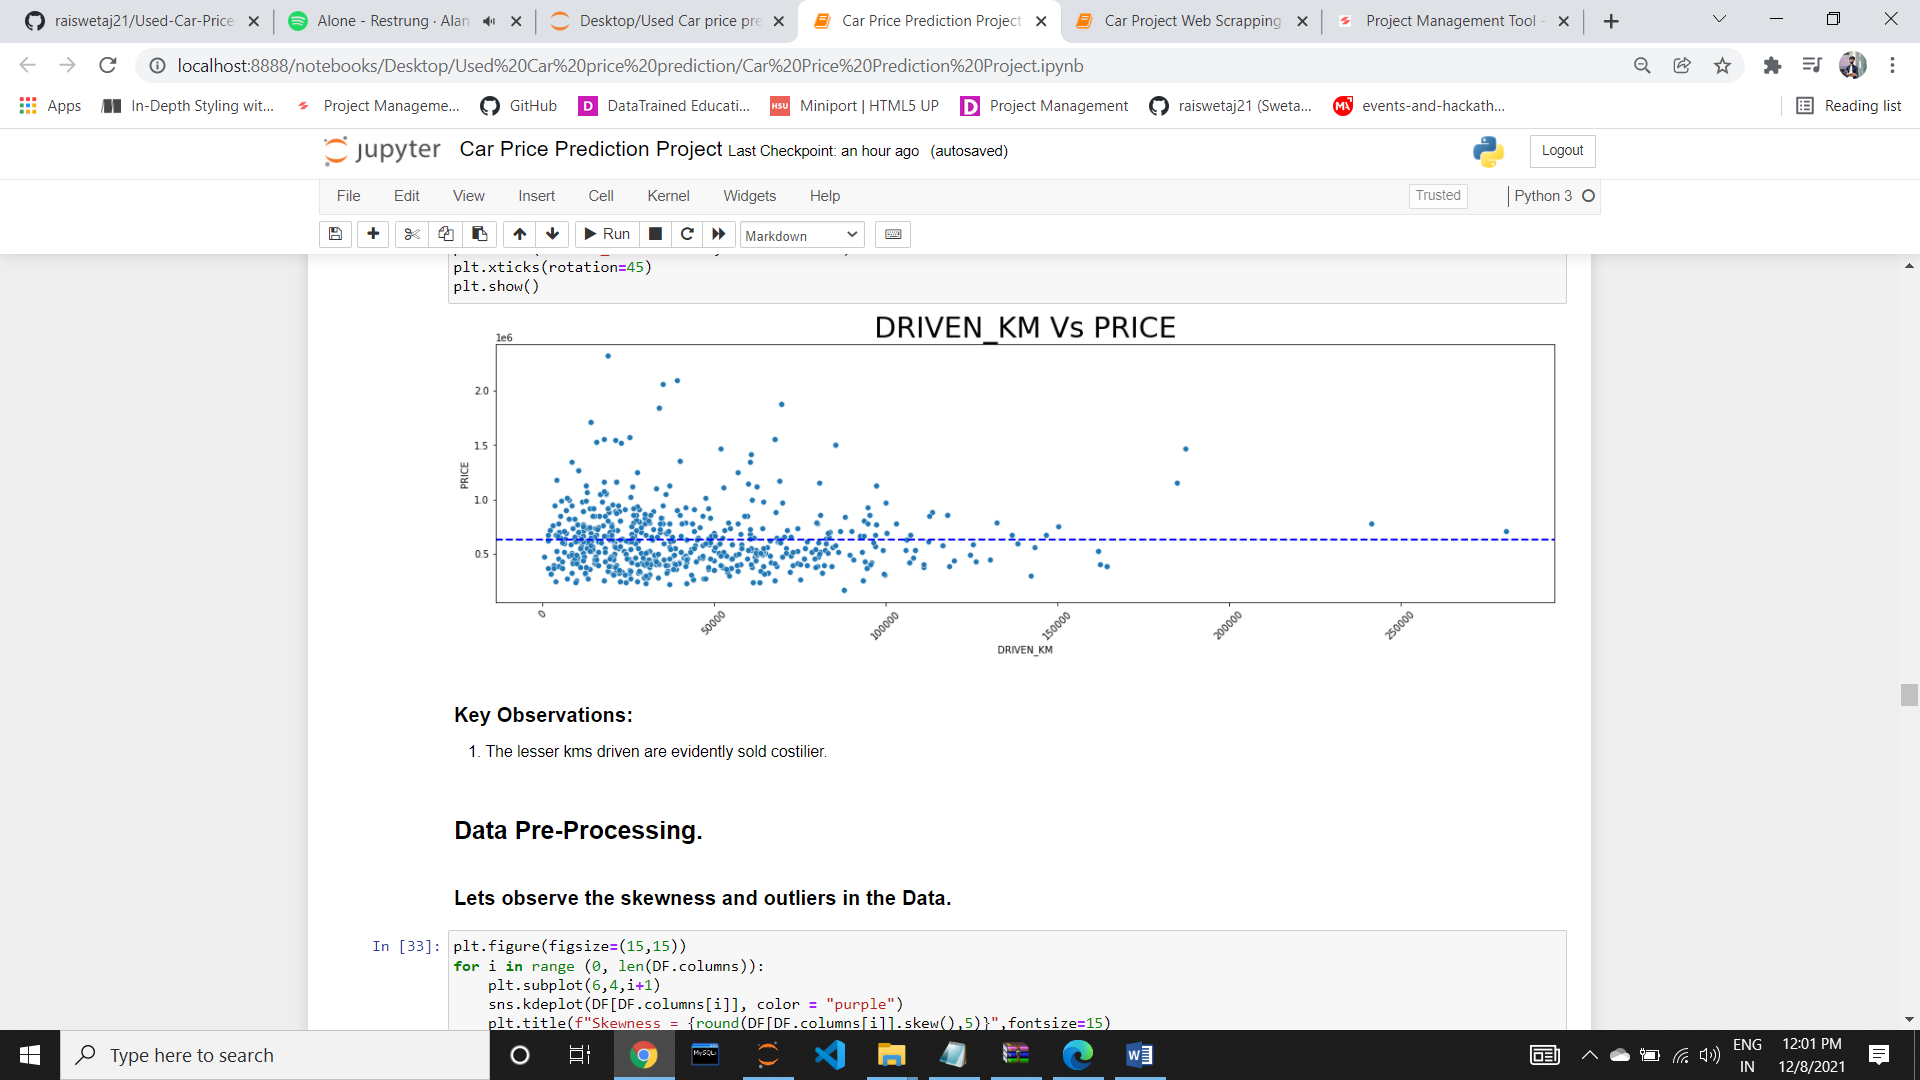 raiswetaj21/Used-Car-Price
Alone - Restrung · Alan
Desktop/Used Car price pre
Car Price Prediction Project
Car Project Web Scrapping
Project Management Tool -
localhost:8888/notebooks/Desktop/Used%20Car%20price%20prediction/Car%20Price%20Prediction%20Project.ipynb
Apps
In-Depth Styling wit...
Project Manageme...
GitHub
DataTrained Educati...
HSU
Miniport | HTML5 UP
Project Management
raiswetaj21 (Sweta...
events-and-hackath...
Reading list
jupyter
Car Price Prediction Project Last Checkpoint: an hour ago (autosaved)
Logout
File Edit View Insert Cell Kernel Widgets Help
Trusted
Python 3
Run
Markdown
plt.xticks(rotation=45)
plt.show()
DRIVEN_KM Vs PRICE
1e6
2.0
1.5
1.0
0.5
PRICE
0
50000
100000
150000
200000
250000
DRIVEN_KM
Key Observations:
1. The lesser kms driven are evidently sold costilier.
Data Pre-Processing.
Lets observe the skewness and outliers in the Data.
In [33]:
plt.figure(figsize=(15,15))
for i in range (0, len(DF.columns)):
plt.subplot(6,4,i+1)
sns.kdeplot(DF[DF.columns[i]], color = "purple")
plt.title(f"Skewness = {round(DF[DF.columns[i]].skew(),5)}",fontsize=15)
Type here to search
ENG
IN
12:01 PM
12/8/2021